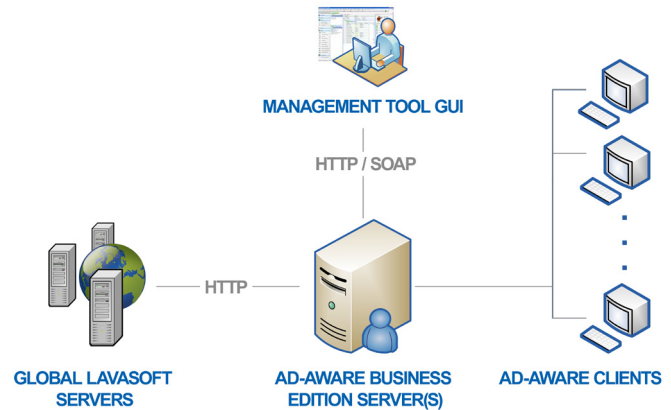 MANAGEMENT TOOL GUI
HTTP / SOAP
HTTP
GLOBAL LAVASOFT
SERVERS
AD-AWARE BUSINESS
EDITION SERVER(S)
AD-AWARE CLIENTS